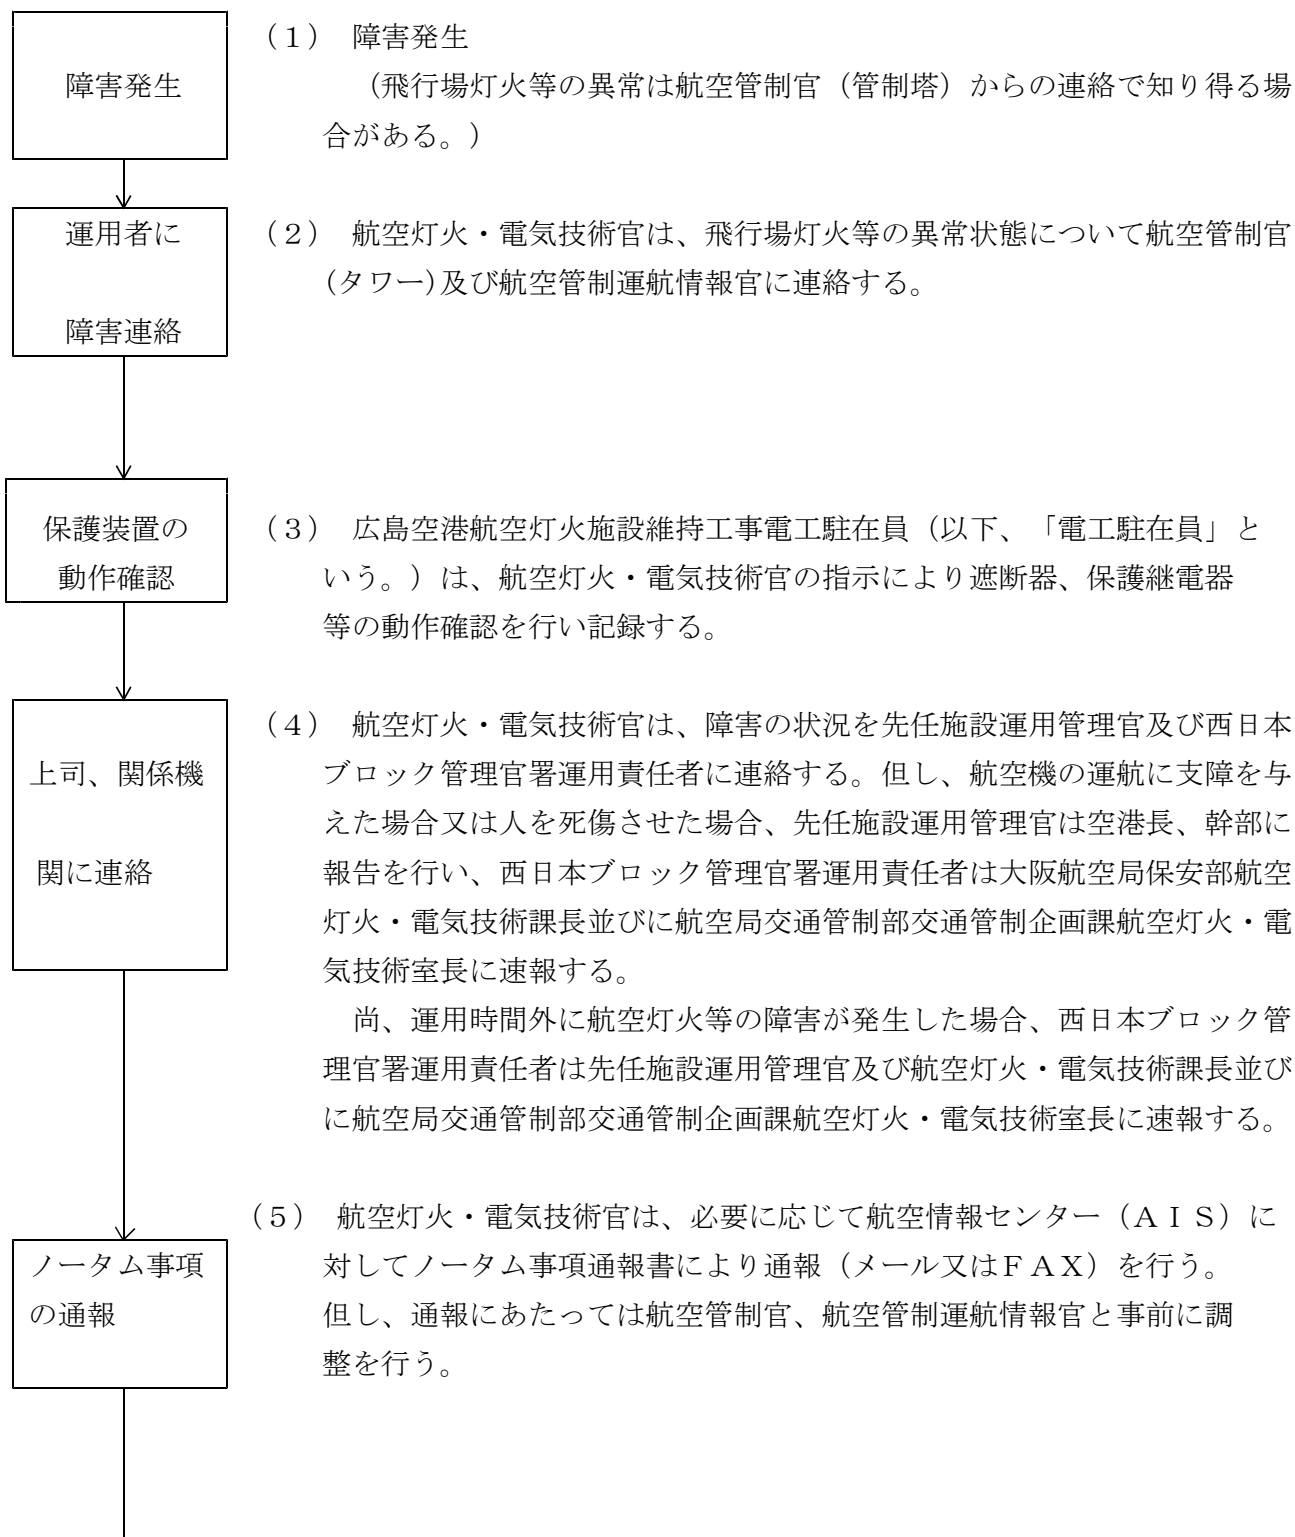 障害発生
（１） 障害発生
（飛行場灯火等の異常は航空管制官（管制塔）からの連絡で知り得る場
合がある。）
運用者に
障害連絡
（２） 航空灯火・電気技術官は、飛行場灯火等の異常状態について航空管制官
(タワー)及び航空管制運航情報官に連絡する。
保護装置の
動作確認
（３） 広島空港航空灯火施設維持工事電工駐在員（以下、「電工駐在員」と
いう。）は、航空灯火・電気技術官の指示により遮断器、保護継電器
等の動作確認を行い記録する。
上司、関係機
関に連絡
（４） 航空灯火・電気技術官は、障害の状況を先任施設運用管理官及び西日本
ブロック管理官署運用責任者に連絡する。但し、航空機の運航に支障を与
えた場合又は人を死傷させた場合、先任施設運用管理官は空港長、幹部に
報告を行い、西日本ブロック管理官署運用責任者は大阪航空局保安部航空
灯火・電気技術課長並びに航空局交通管制部交通管制企画課航空灯火・電
気技術室長に速報する。
尚、運用時間外に航空灯火等の障害が発生した場合、西日本ブロック管
理官署運用責任者は先任施設運用管理官及び航空灯火・電気技術課長並び
に航空局交通管制部交通管制企画課航空灯火・電気技術室長に速報する。
ノータム事項
の通報
（５） 航空灯火・電気技術官は、必要に応じて航空情報センター（ＡＩＳ）に
対してノータム事項通報書により通報（メール又はＦＡＸ）を行う。
但し、通報にあたっては航空管制官、航空管制運航情報官と事前に調
整を行う。